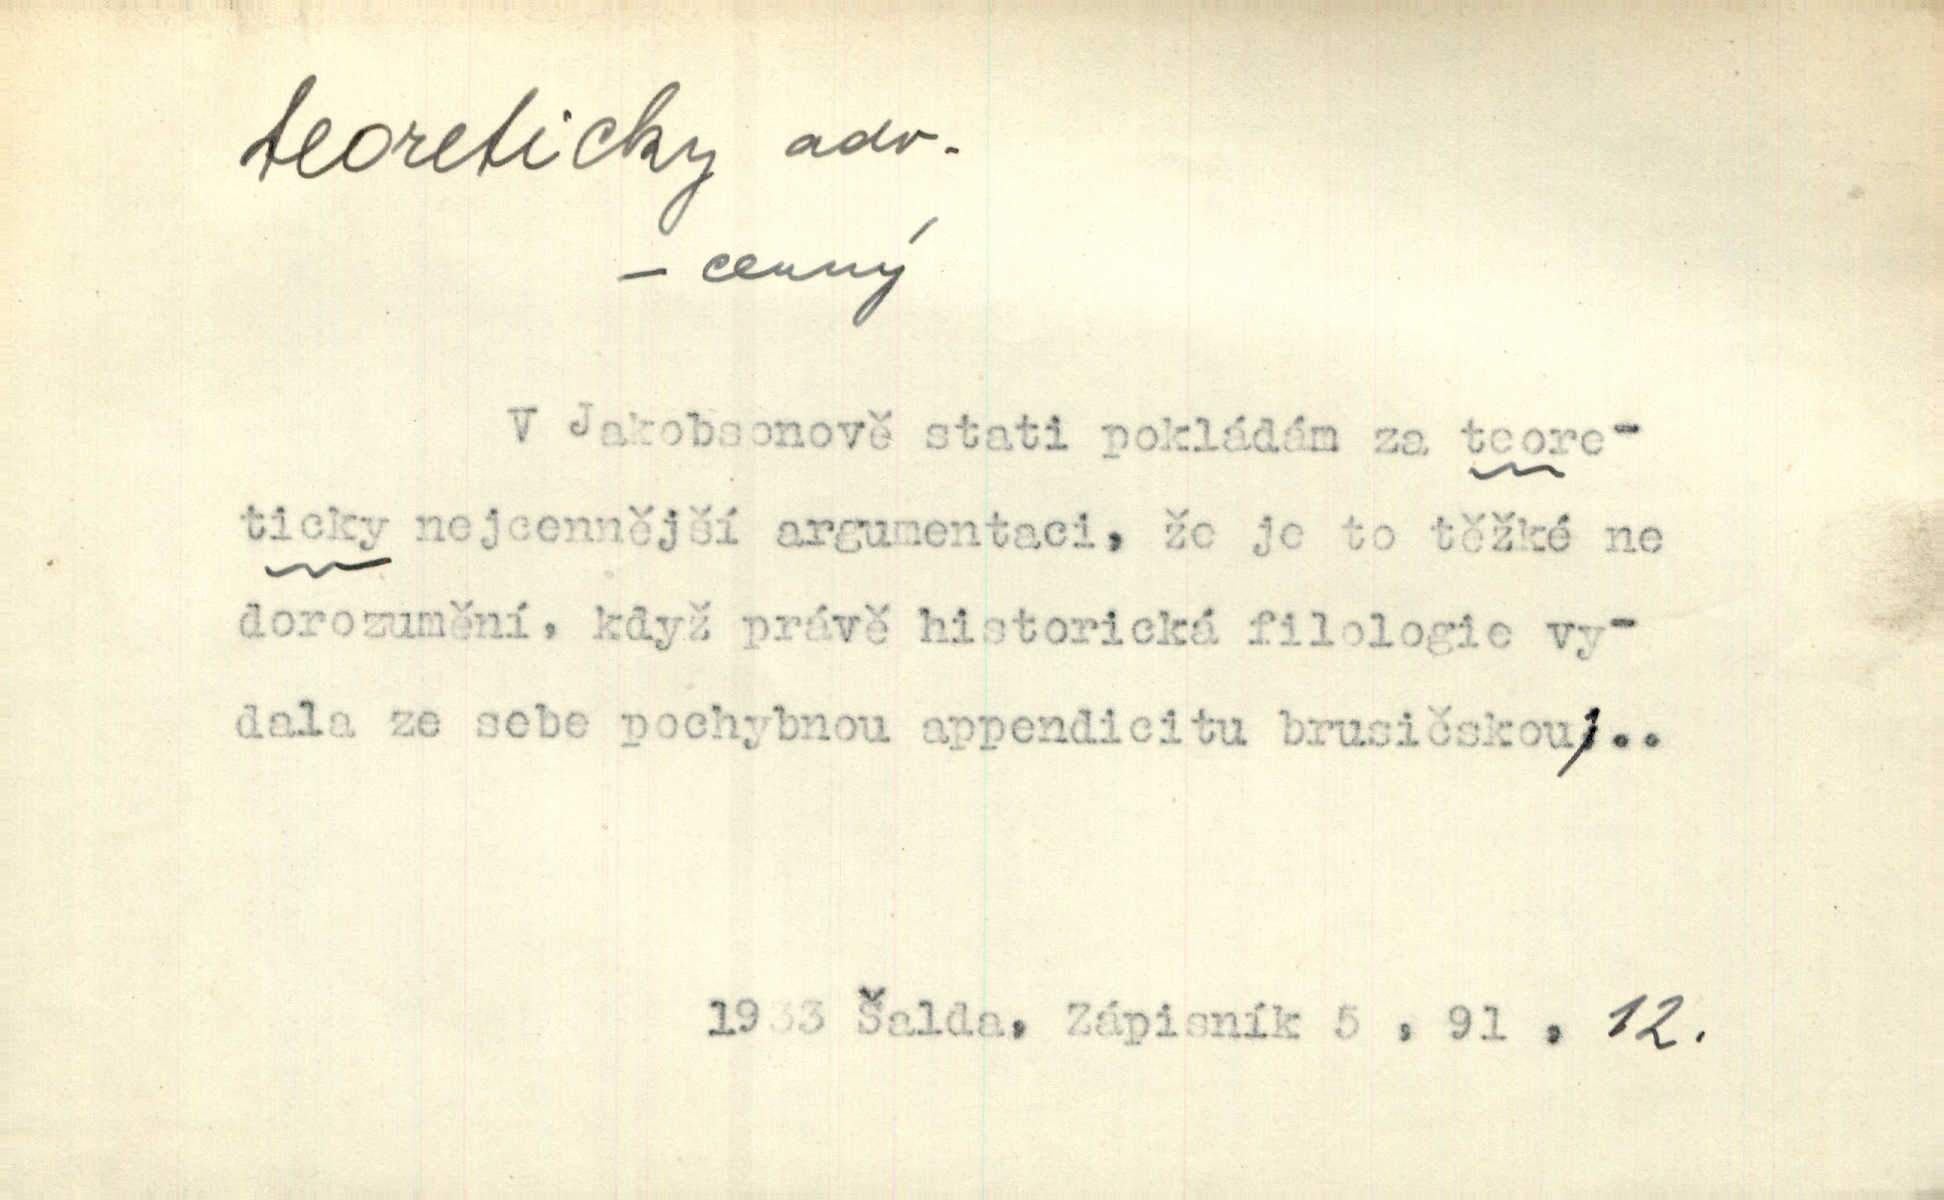 teoreticky adv.
– cenný
V Jakobsonově stati pokládám za teore-
ticky nejcennější argumentaci, že je to těžké ne
dorozumění, když právě historická filologie vy-
dala ze sebe pochybnou appendicitu brusičskou,..
1933 Šalda, Zápisník 5 , 91 , 12.